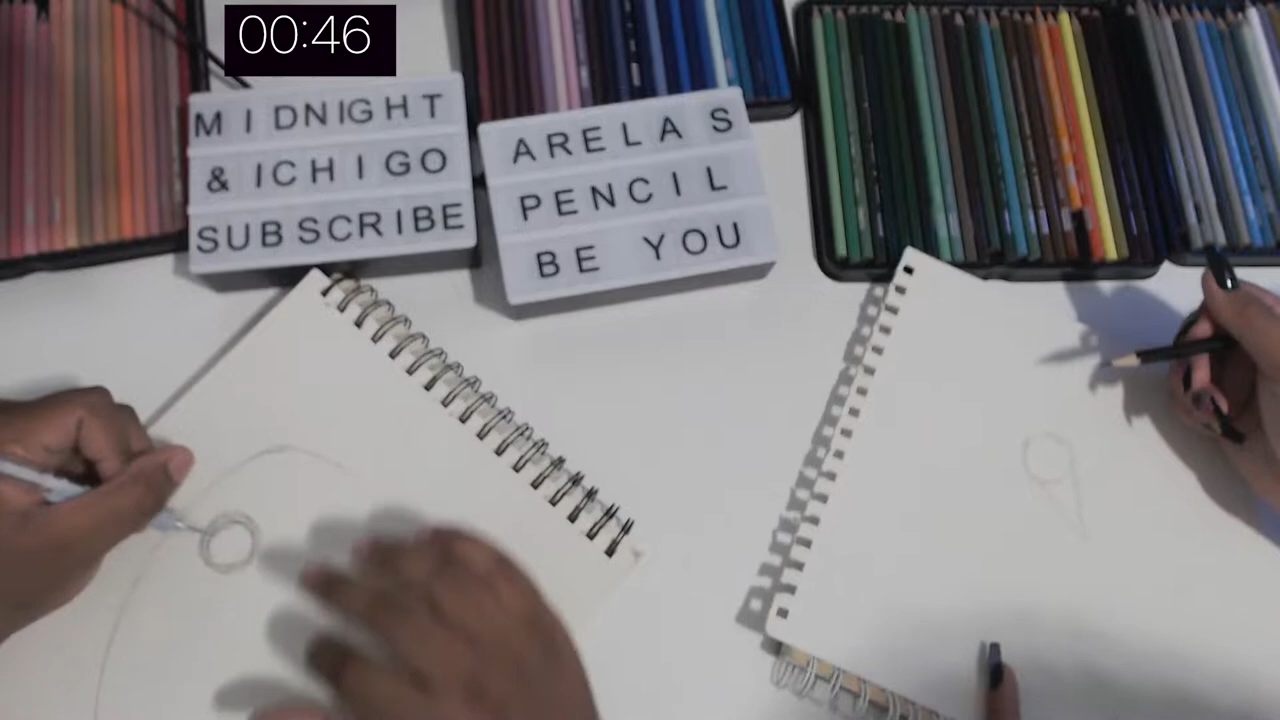 00:46
MIDNIGHT
& ICHIGO
SUBSCRIBE
ARELAS
PENCIL
BE YOU